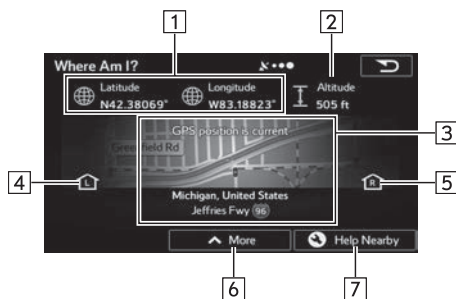 1
2
Where Am I?
Latitude
N42.38069°
Longitude
W83.18823°
Altitude
505 ft
GPS position is current
3
Greenfield Rd
4
L
R
5
Michigan, United States
Jeffries Fwy 96
More
Help Nearby
6
7